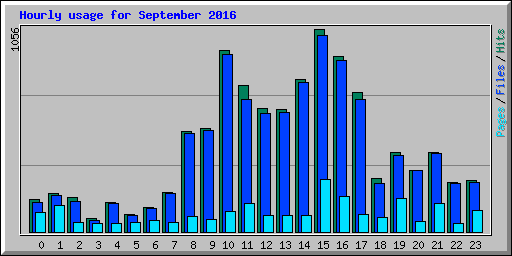 Hourly usage for September 2016
1056
Pages/Files/Hits
0 1 2 3 4 5 6 7 8 9 10 11 12 13 14 15 16 17 18 19 20 21 22 23